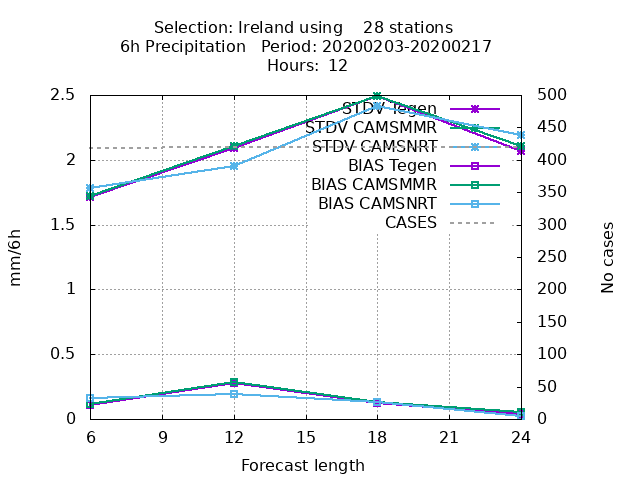 Selection: Ireland using    28 stations
6h Precipitation   Period: 20200203-20200217
Hours: 12
2.5
2
1.5
1
0.5
0
500
450
400
350
300
250
200
150
100
50
0
STDV Tegen
STDV CAMSMMR
STDV CAMSNRT
BIAS Tegen
BIAS CAMSMMR
BIAS CAMSNRT
CASES
mm/6h
No cases
6 9 12 15 18 21 24
Forecast length